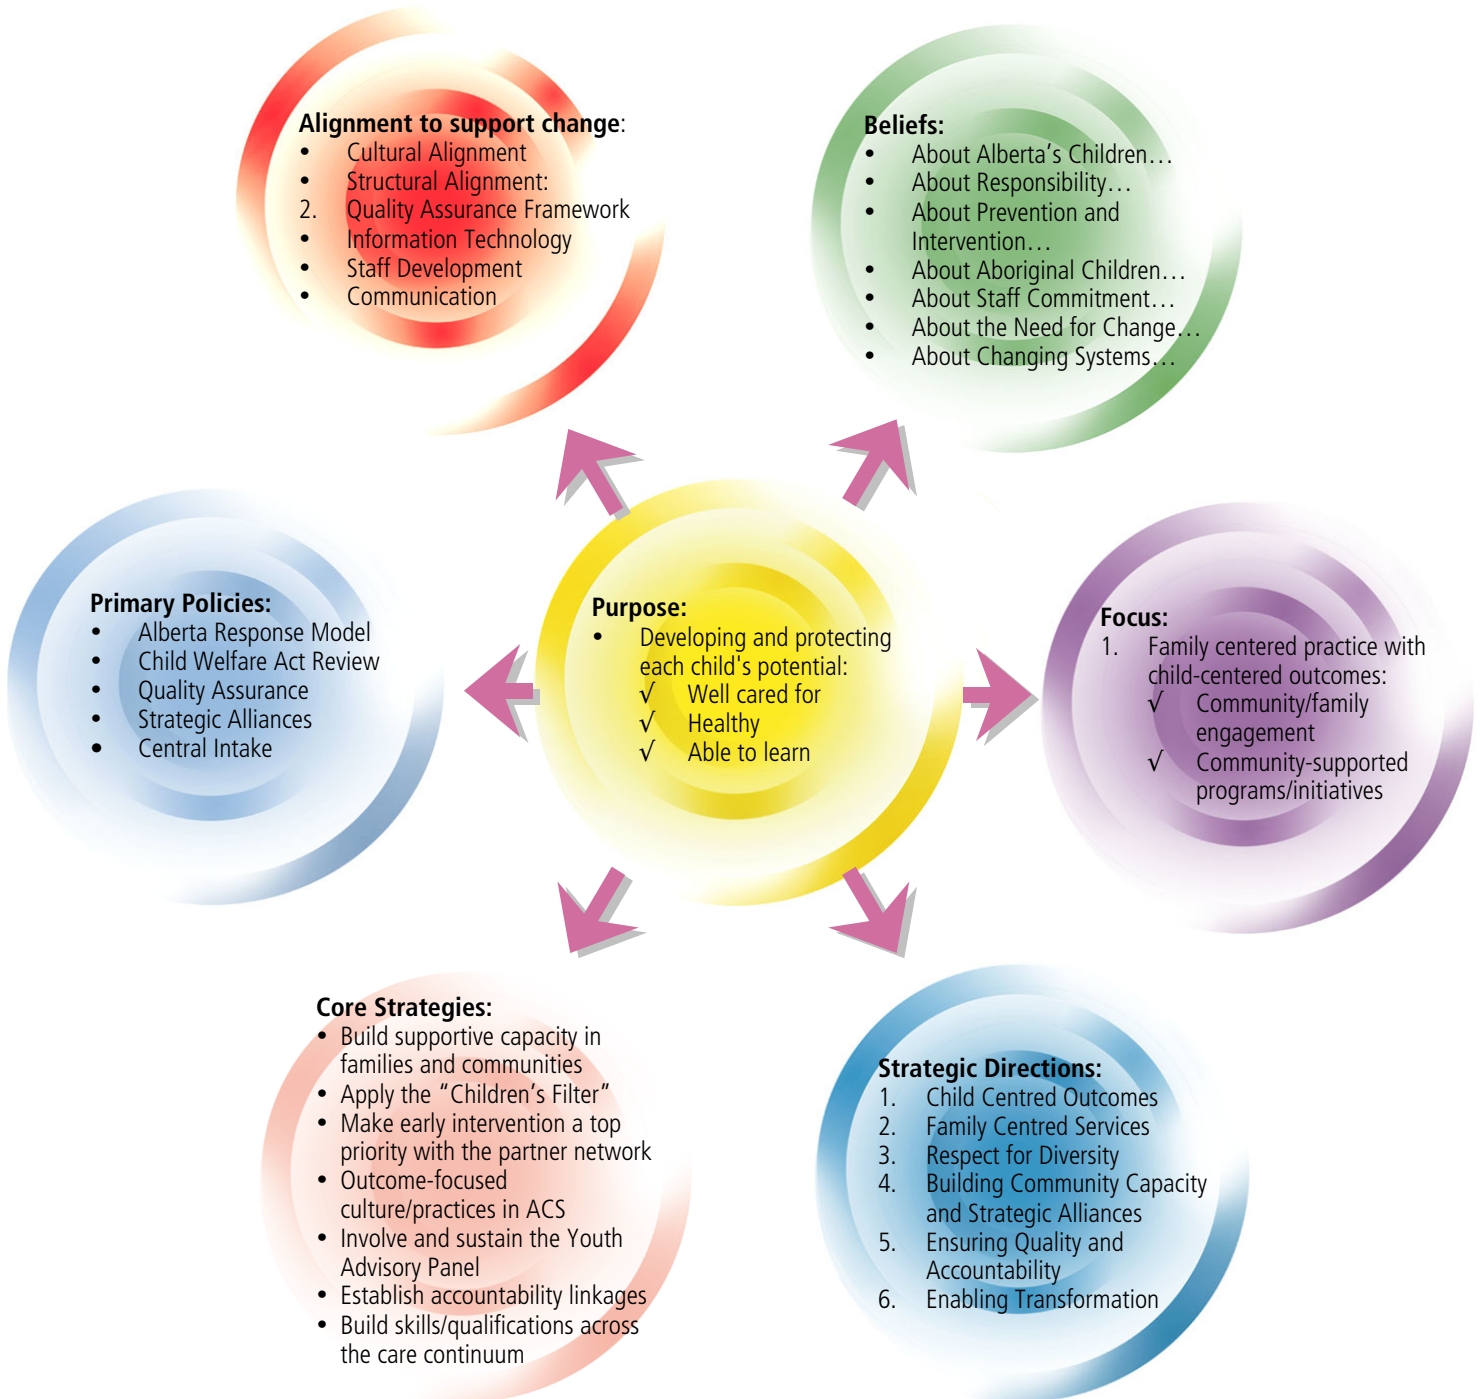 Alignment to support change:
• Cultural Alignment
• Structural Alignment:
2. Quality Assurance Framework
• Information Technology
• Staff Development
• Communication
Beliefs:
• About Alberta's Children…
• About Responsibility…
• About Prevention and
Intervention…
• About Aboriginal Children…
• About Staff Commitment…
• About the Need for Change…
• About Changing Systems…
Primary Policies:
• Alberta Response Model
• Child Welfare Act Review
• Quality Assurance
• Strategic Alliances
• Central Intake
Purpose:
• Developing and protecting
each child's potential:
√ Well cared for
√ Healthy
√ Able to learn
Focus:
1. Family centered practice with
child-centered outcomes:
√ Community/family
engagement
√ Community-supported
programs/initiatives
Core Strategies:
• Build supportive capacity in
families and communities
• Apply the “Children's Filter”
• Make early intervention a top
priority with the partner network
• Outcome-focused
culture/practices in ACS
• Involve and sustain the Youth
Advisory Panel
• Establish accountability linkages
• Build skills/qualifications across
the care continuum
Strategic Directions:
1. Child Centred Outcomes
2. Family Centred Services
3. Respect for Diversity
4. Building Community Capacity
and Strategic Alliances
5. Ensuring Quality and
Accountability
6. Enabling Transformation